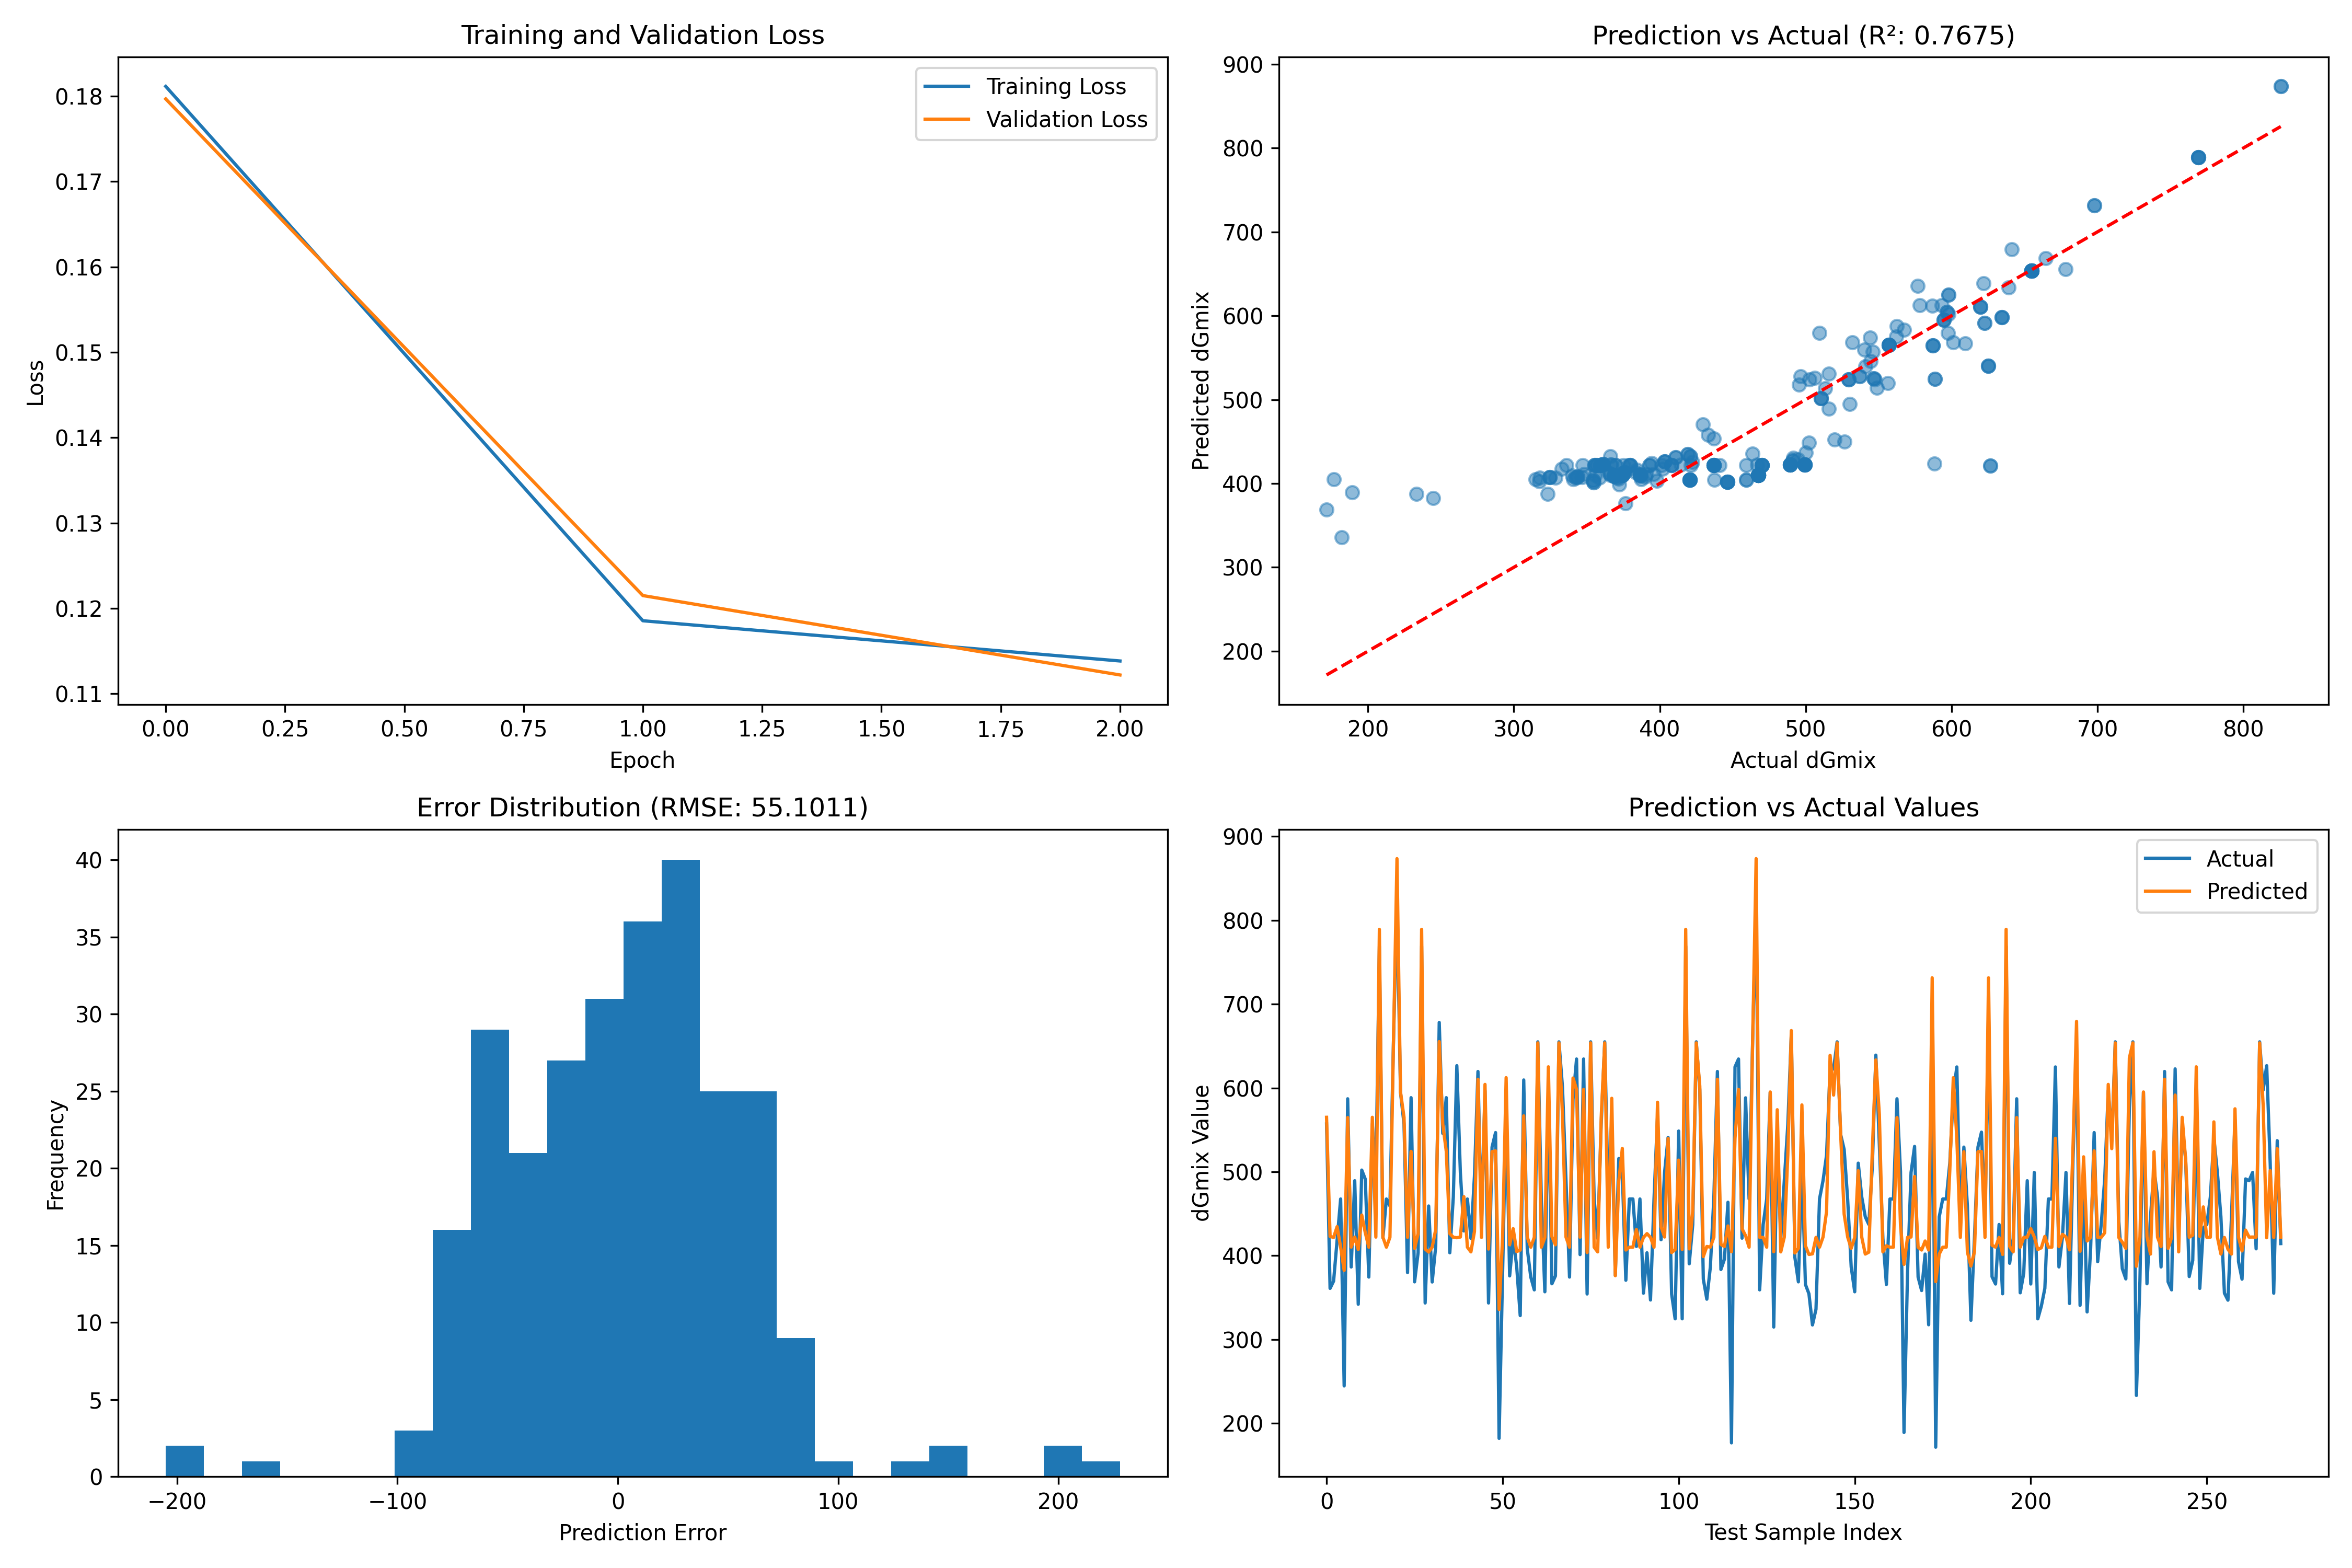 Training and Validation Loss
Training Loss
Validation Loss
0.18
0.17
0.16
0.15
0.14
0.13
0.12
0.11
Loss
0.00 0.25 0.50 0.75 1.00 1.25 1.50 1.75 2.00
Epoch
Prediction vs Actual (R²: 0.7675)
900
800
700
600
500
400
300
200
Predicted dGmix
200 300 400 500 600 700 800
Actual dGmix
Error Distribution (RMSE: 55.1011)
40
35
30
25
20
15
10
5
0
Frequency
−200 −100 0 100 200
Prediction Error
Prediction vs Actual Values
Actual
Predicted
900
800
700
600
500
400
300
200
dGmix Value
0 50 100 150 200 250
Test Sample Index